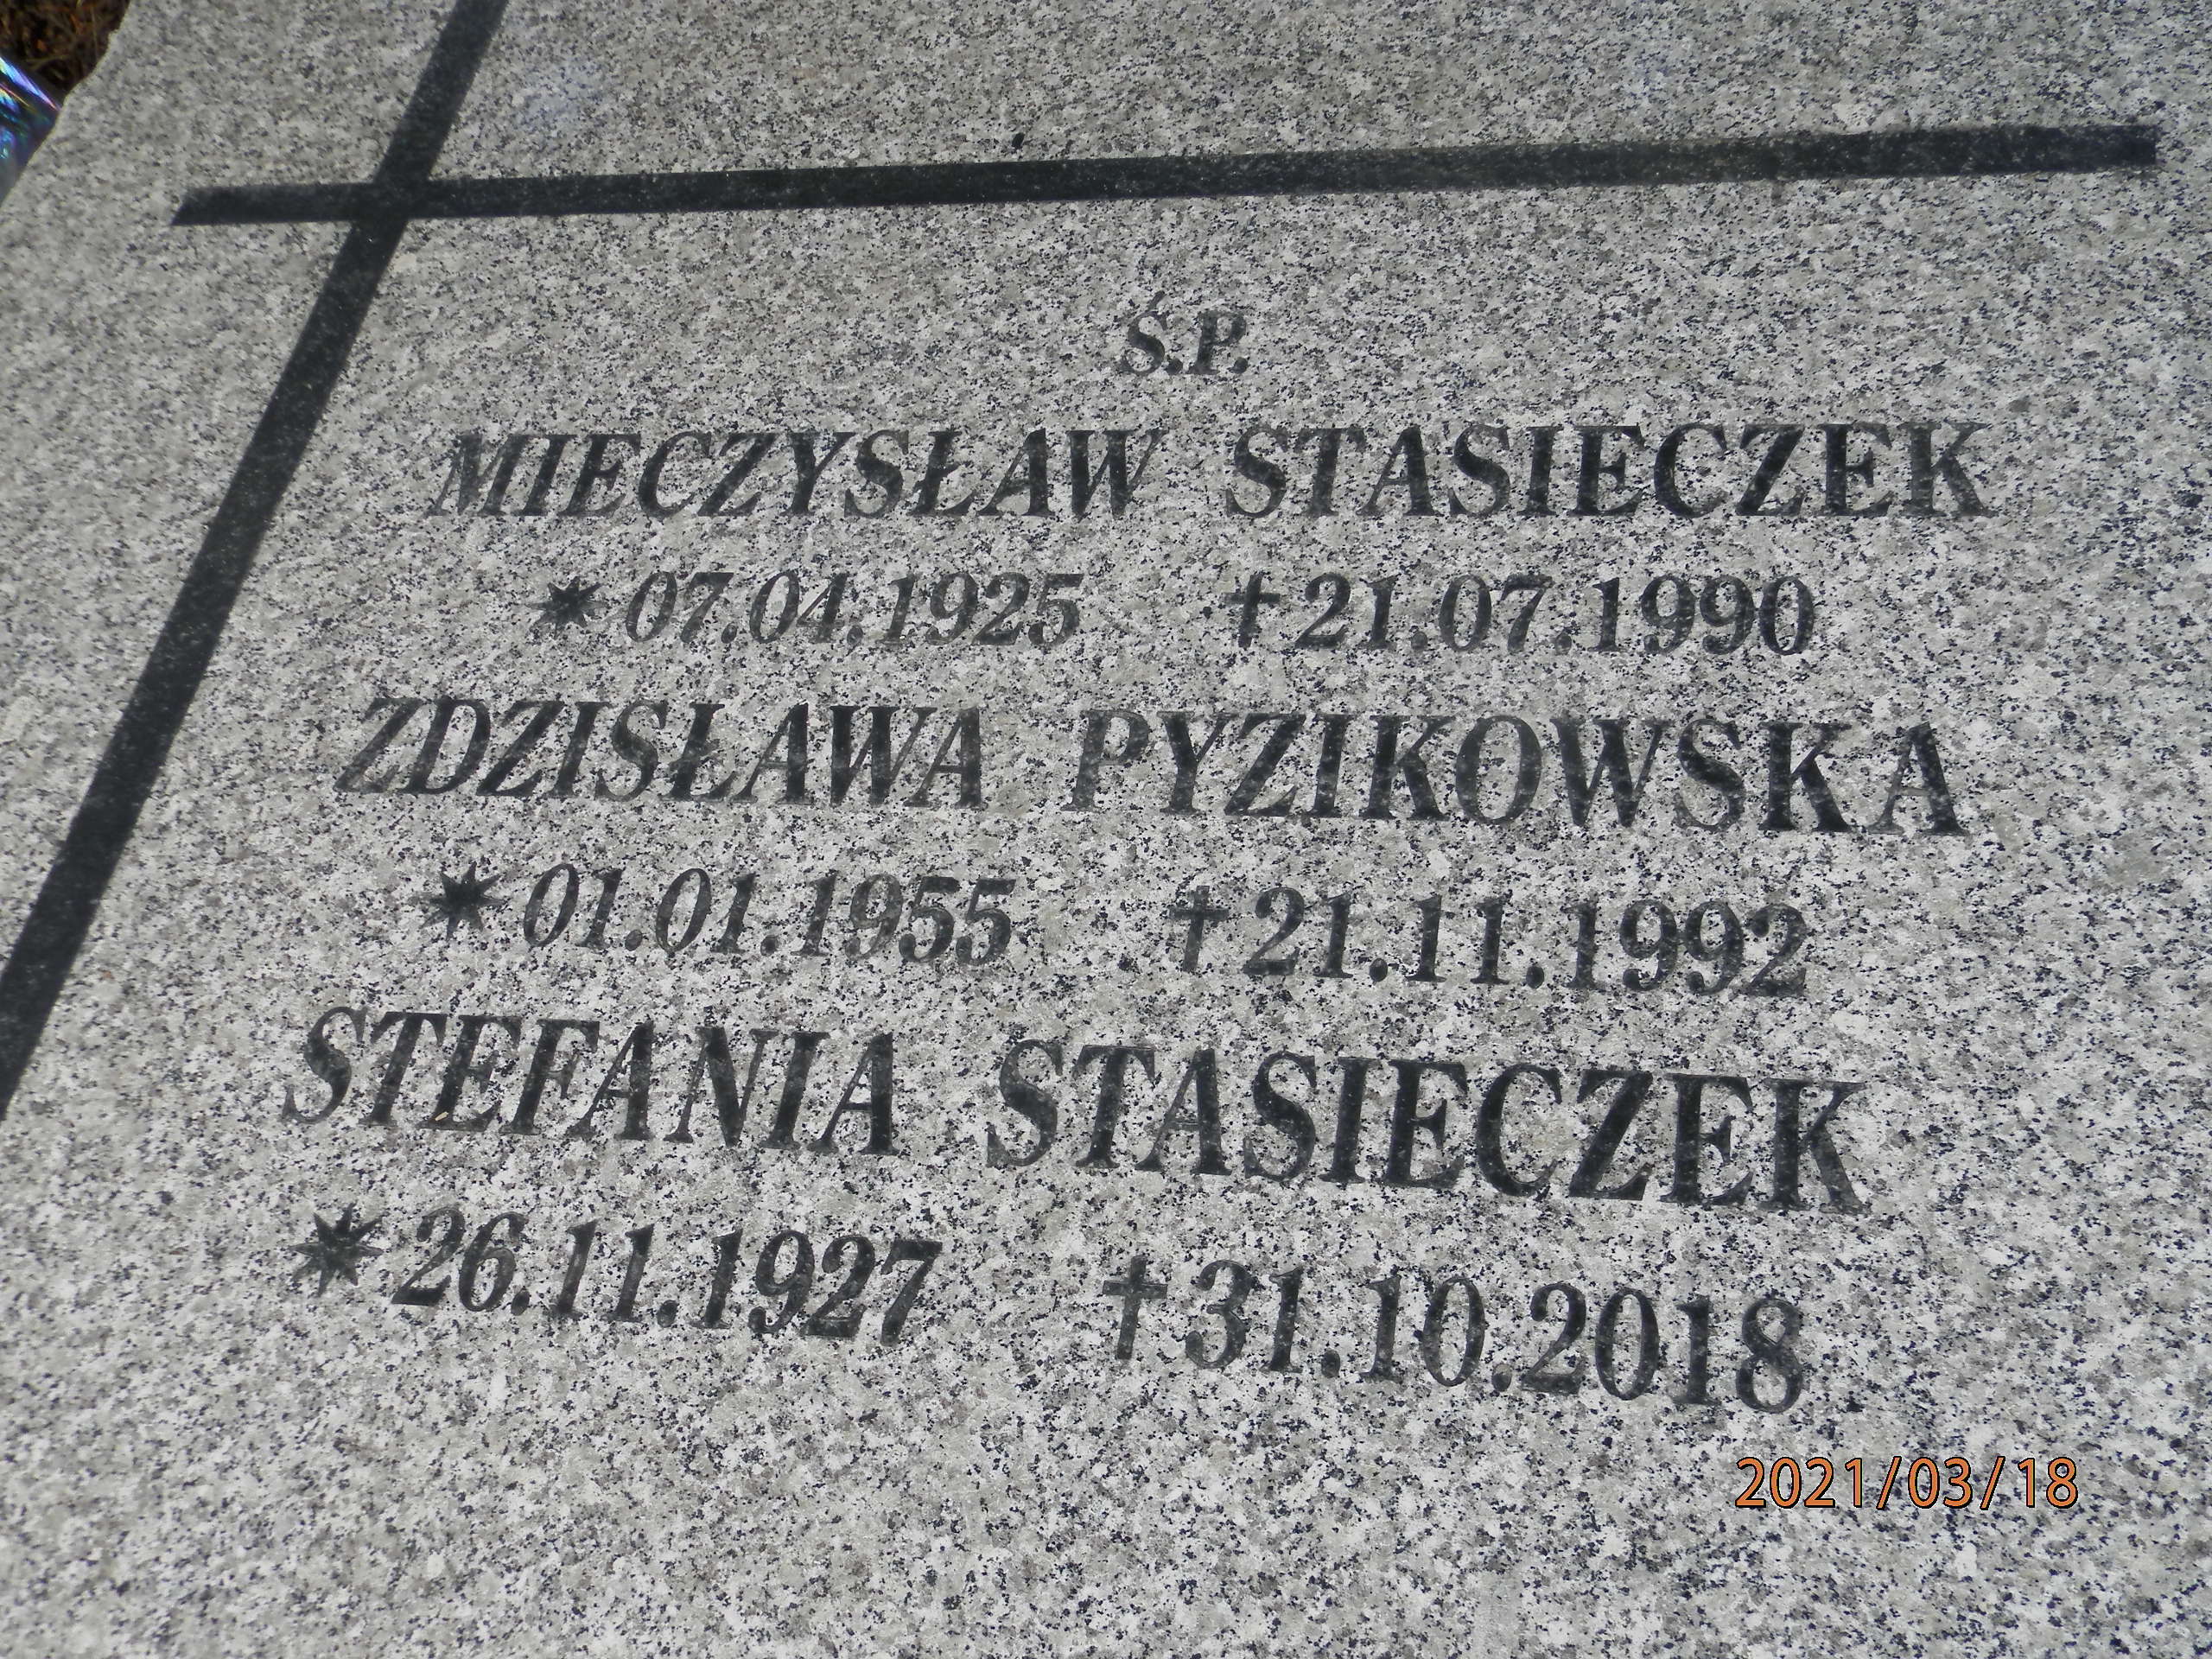 Ś.P.
MIECZYSŁAW STASIECZEK
✶07.04.1925 †21.07.1990
ZDZISŁAWA PYZIKOWSKA
✶01.01.1955 †21.11.1992
STEFANIA STASIECZEK
✶26.11.1927 †31.10.2018
2021/03/18